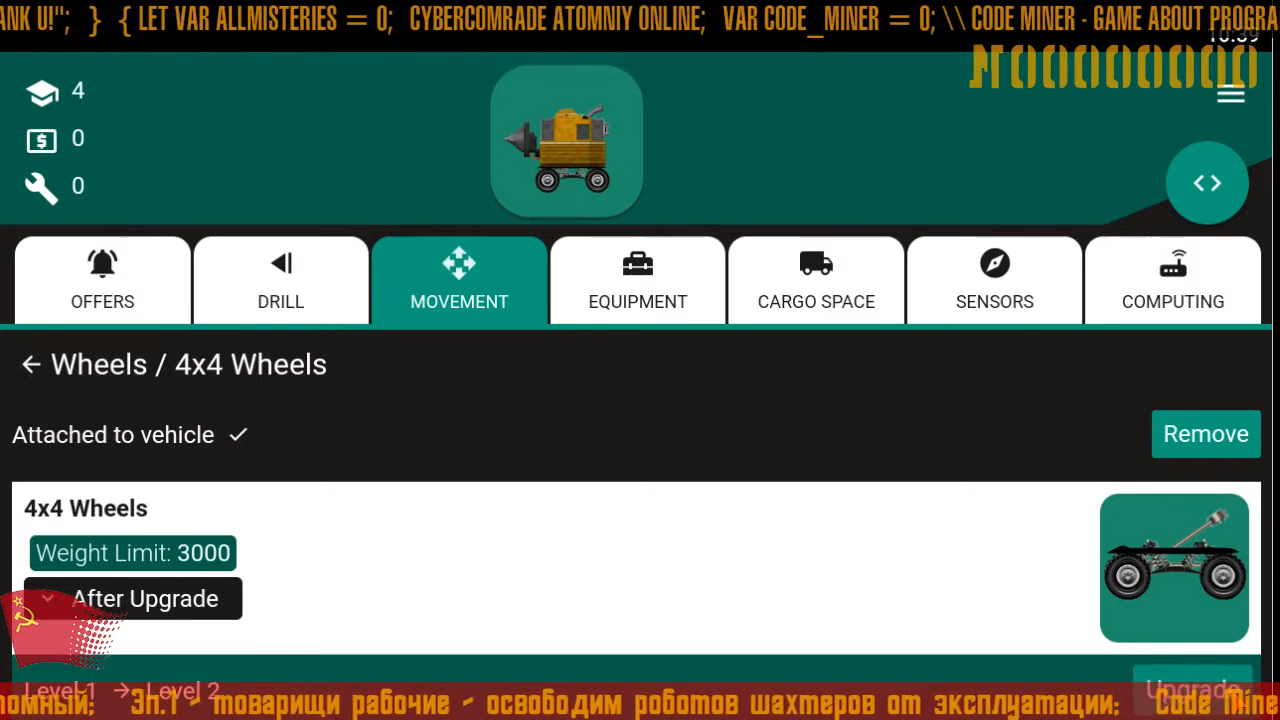 ANK U!";  }  { LET VAR ALLMISTERIES = 0;  CYBERCOMRADE ATOMNIY ONLINE;  VAR CODE_MINER = 0; \\ CODE MINER - GAME ABOUT PROGRA
10:39
4
0
0
OFFERS
DRILL
MOVEMENT
EQUIPMENT
CARGO SPACE
SENSORS
COMPUTING
Wheels / 4x4 Wheels
Attached to vehicle
Remove
4x4 Wheels
Weight Limit: 3000
After Upgrade
Level 1 → Level 2
Upgrade
омный:  Эп.1 - товарищи рабочие - освободим роботов шахтеров от эксплуатации:  Code Mine